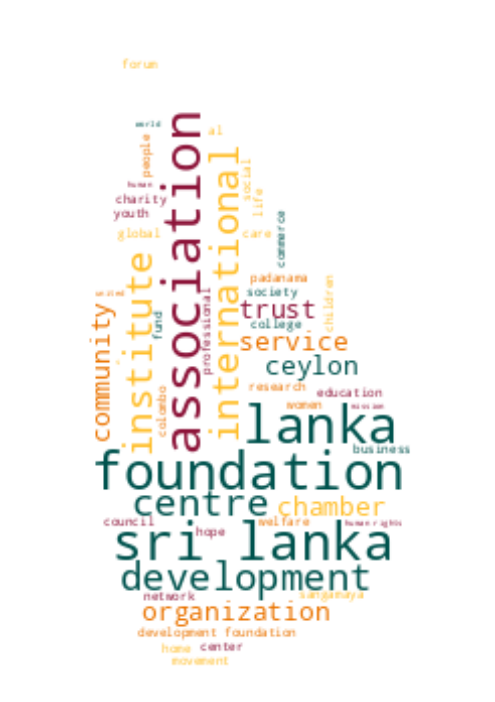 forum
world
al
people
association
international
human
social
charity
life
youth
commerce
global
care
institute
padanama
children
society
united
professional
trust
community
fund
college
service
ceylon
research
colombo
education
women
mission
lanka
business
foundation
centre
chamber
council
welfare
human rights
hope
sri lanka
development
network
sangamaya
organization
development foundation
home
center
movement